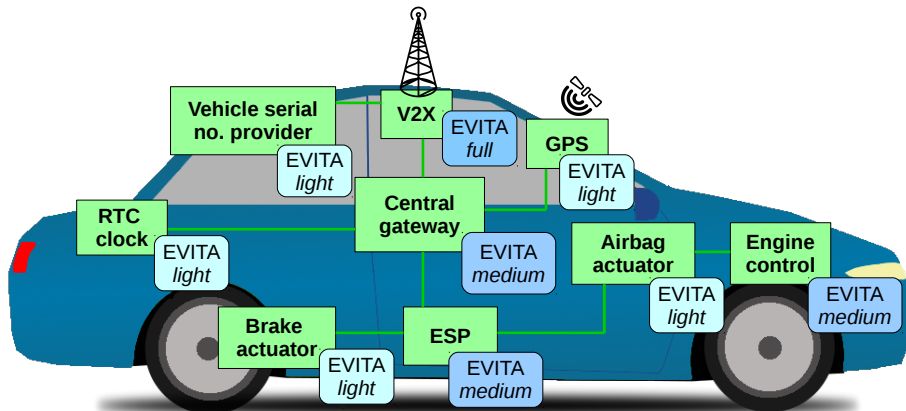 Vehicle serial
no. provider
EVITA
light
V2X
EVITA
full
GPS
EVITA
light
RTC
clock
EVITA
light
Central
gateway
EVITA
medium
Airbag
actuator
EVITA
light
Engine
control
EVITA
medium
Brake
actuator
EVITA
light
ESP
EVITA
medium